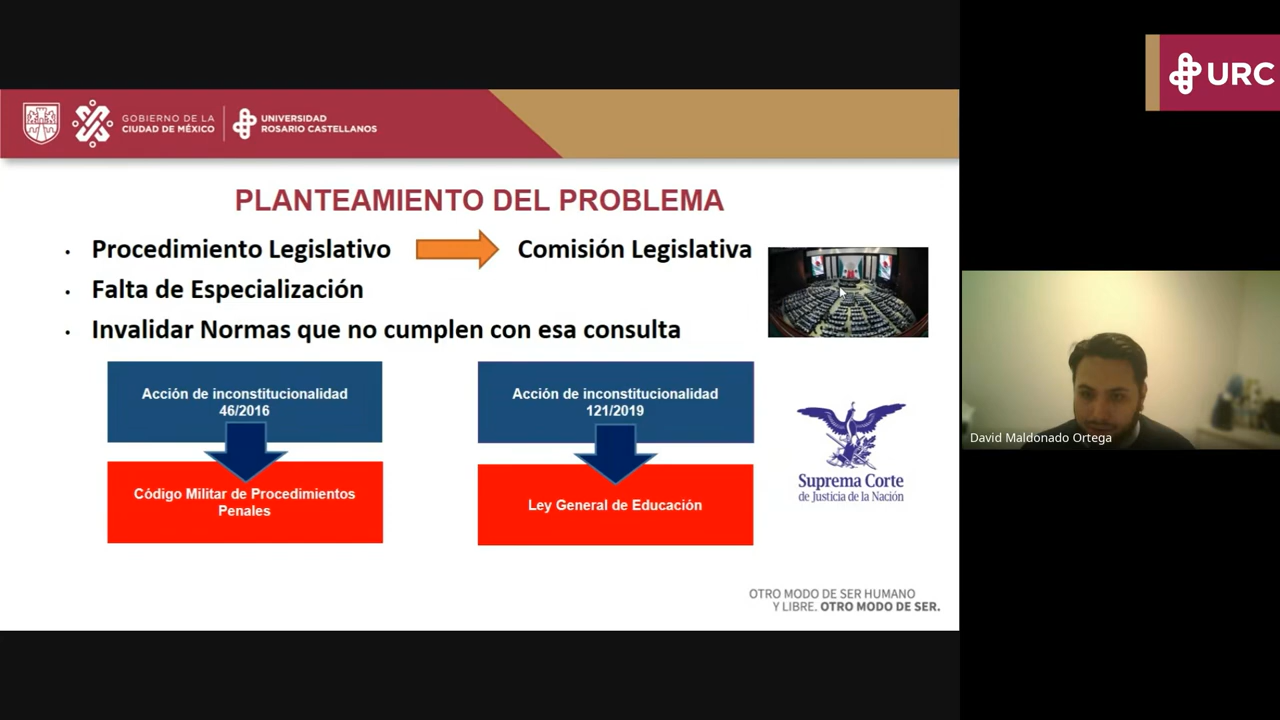 GOBIERNO DE LA
CIUDAD DE MÉXICO
UNIVERSIDAD
ROSARIO CASTELLANOS
URC
PLANTEAMIENTO DEL PROBLEMA
• Procedimiento Legislativo Comisión Legislativa
• Falta de Especialización
• Invalidar Normas que no cumplen con esa consulta
Acción de inconstitucionalidad
46/2016
Acción de inconstitucionalidad
121/2019
Código Militar de Procedimientos
Penales
Ley General de Educación
Suprema Corte
de Justicia de la Nación
David Maldonado Ortega
OTRO MODO DE SER HUMANO
Y LIBRE. OTRO MODO DE SER.